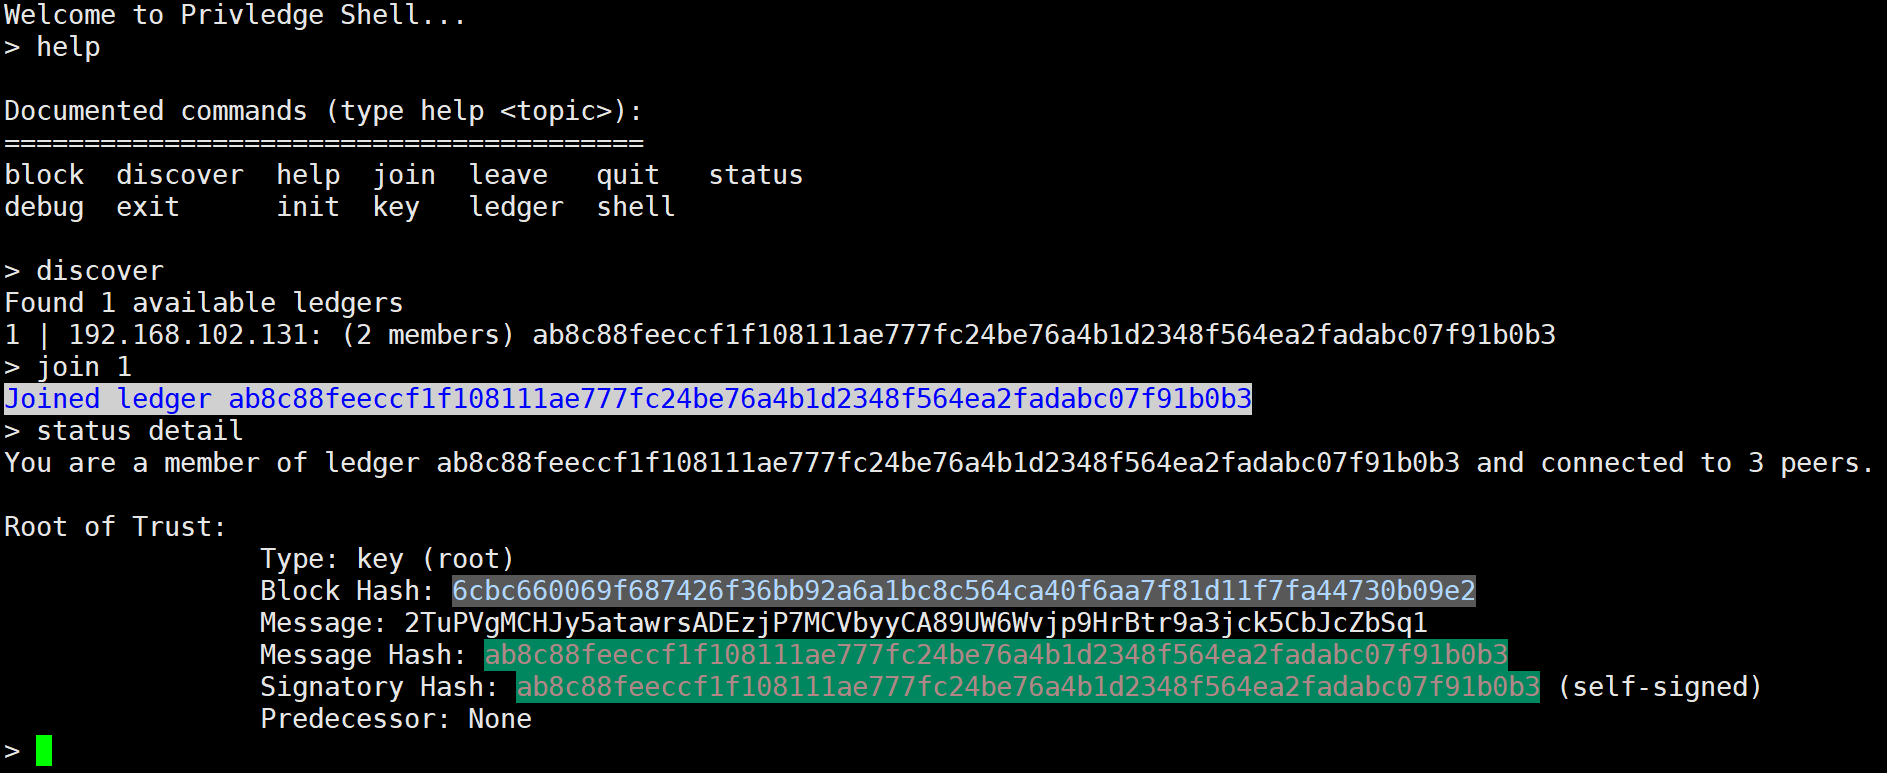 Welcome to Privledge Shell...
> help
Documented commands (type help <topic>):
========================================
block  discover  help  join  leave   quit   status
debug  exit      init  key   ledger  shell
> discover
Found 1 available ledgers
1 | 192.168.102.131: (2 members) ab8c88feeccf1f108111ae777fc24be76a4b1d2348f564ea2fadabc07f91b0b3
> join 1
Joined ledger ab8c88feeccf1f108111ae777fc24be76a4b1d2348f564ea2fadabc07f91b0b3
> status detail
You are a member of ledger ab8c88feeccf1f108111ae777fc24be76a4b1d2348f564ea2fadabc07f91b0b3 and connected to 3 peers.
Root of Trust:
Type: key (root)
Block Hash: 6cbc660069f687426f36bb92a6a1bc8c564ca40f6aa7f81d11f7fa44730b09e2
Message: 2TuPVgMCHJy5atawrsADEzjP7MCVbyyCA89UW6Wvjp9HrBtr9a3jck5CbJcZbSq1
Message Hash: ab8c88feeccf1f108111ae777fc24be76a4b1d2348f564ea2fadabc07f91b0b3
Signatory Hash: ab8c88feeccf1f108111ae777fc24be76a4b1d2348f564ea2fadabc07f91b0b3 (self-signed)
Predecessor: None
>